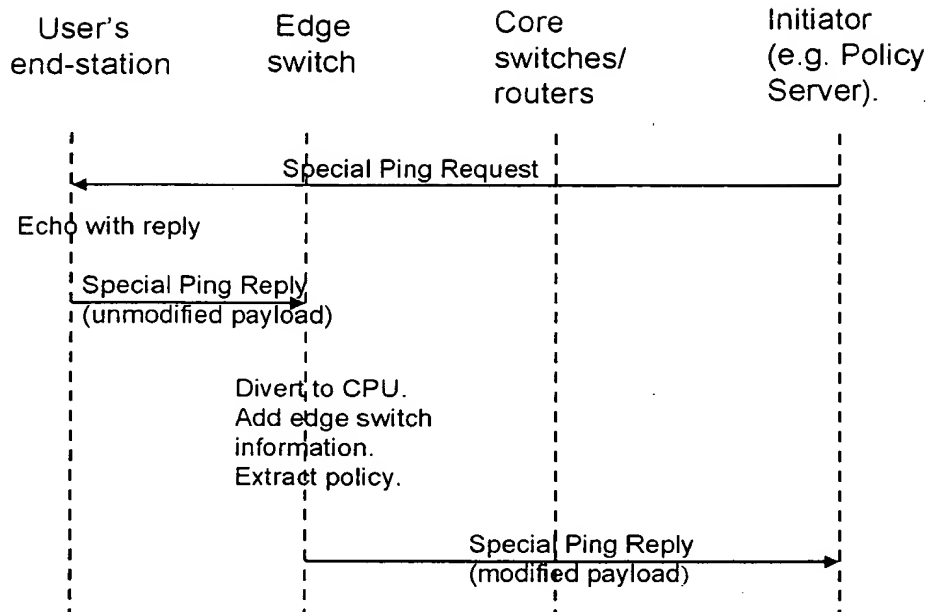 User's
end-station
Edge
switch
Core
switches/
routers
Initiator
(e.g. Policy
Server).
Special Ping Request
Echo with reply
Special Ping Reply
(unmodified payload)
Divert to CPU.
Add edge switch
information.
Extract policy.
Special Ping Reply
(modified payload)